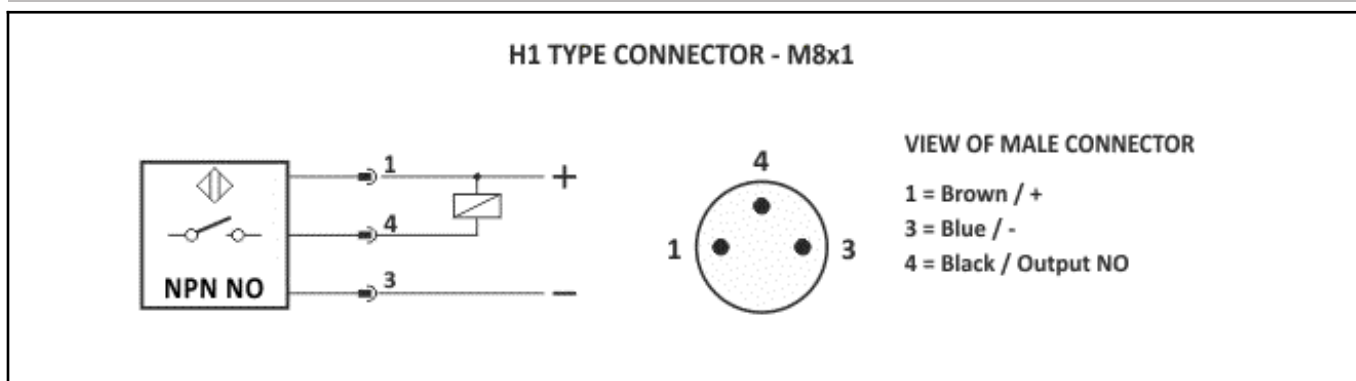 H1 TYPE CONNECTOR - M8x1
1
+
4
3
−
NPN NO
4
1
3
VIEW OF MALE CONNECTOR
1 = Brown / +
3 = Blue / -
4 = Black / Output NO